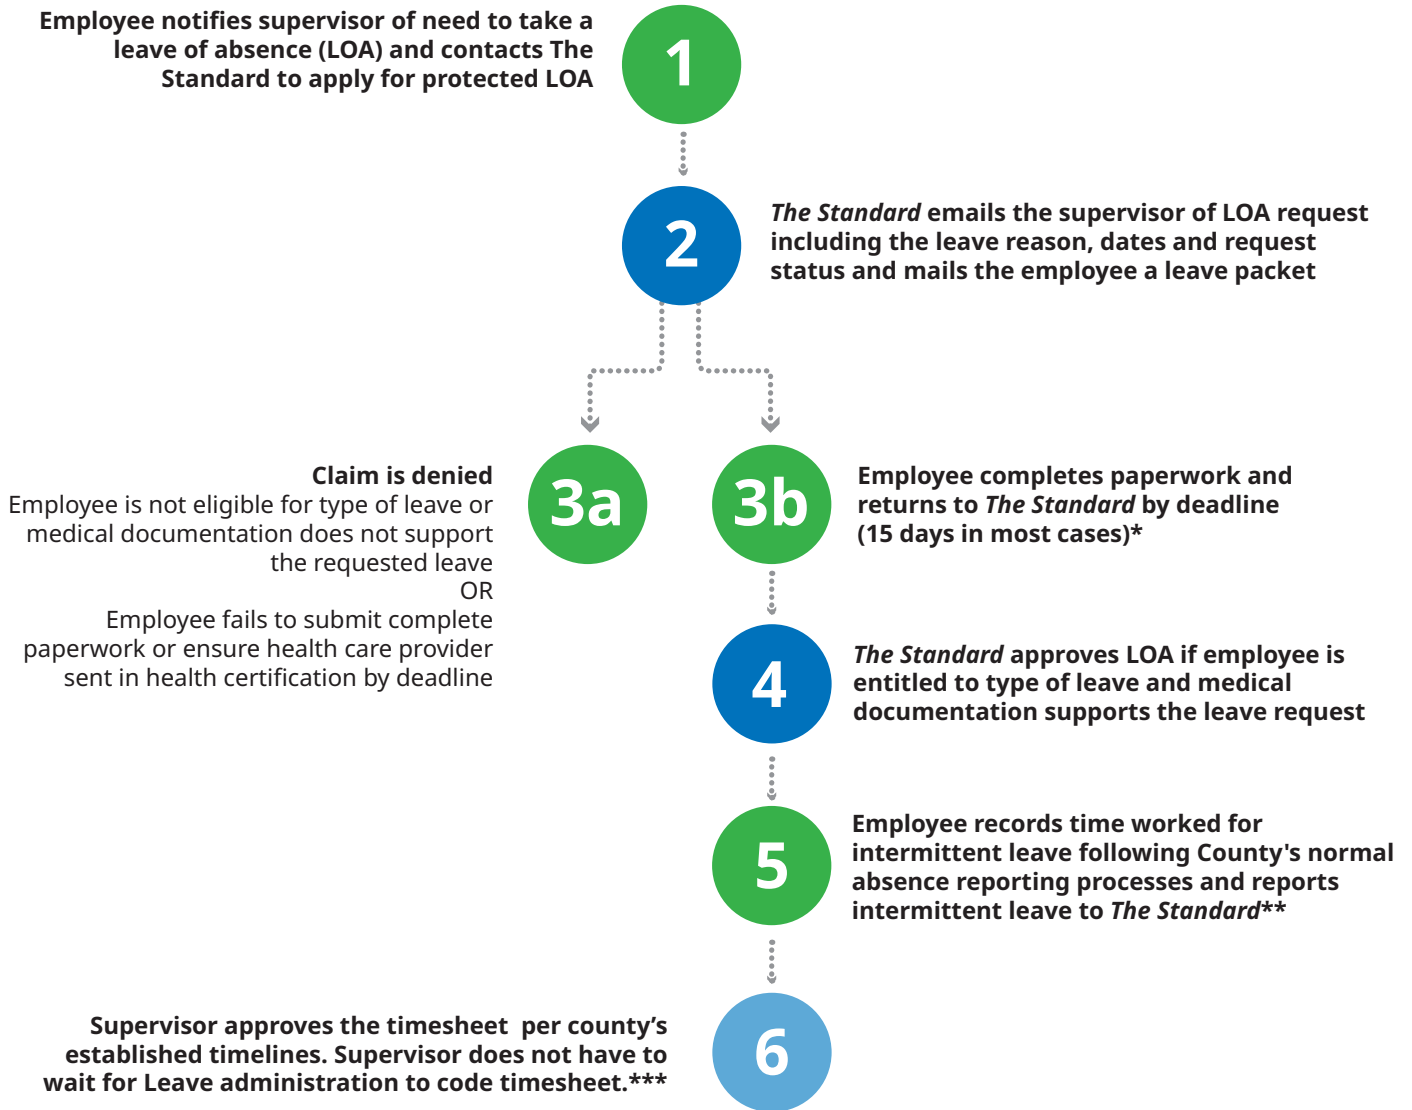 Employee notifies supervisor of need to take a
leave of absence (LOA) and contacts The
Standard to apply for protected LOA
1
2
The Standard emails the supervisor of LOA request
including the leave reason, dates and request
status and mails the employee a leave packet
3a
Claim is denied
Employee is not eligible for type of leave or
medical documentation does not support
the requested leave
OR
Employee fails to submit complete
paperwork or ensure health care provider
sent in health certification by deadline
3b
Employee completes paperwork and
returns to The Standard by deadline
(15 days in most cases)*
4
The Standard approves LOA if employee is
entitled to type of leave and medical
documentation supports the leave request
5
Employee records time worked for
intermittent leave following County's normal
absence reporting processes and reports
intermittent leave to The Standard**
Supervisor approves the timesheet  per county’s
established timelines. Supervisor does not have to
wait for Leave administration to code timesheet.***
6